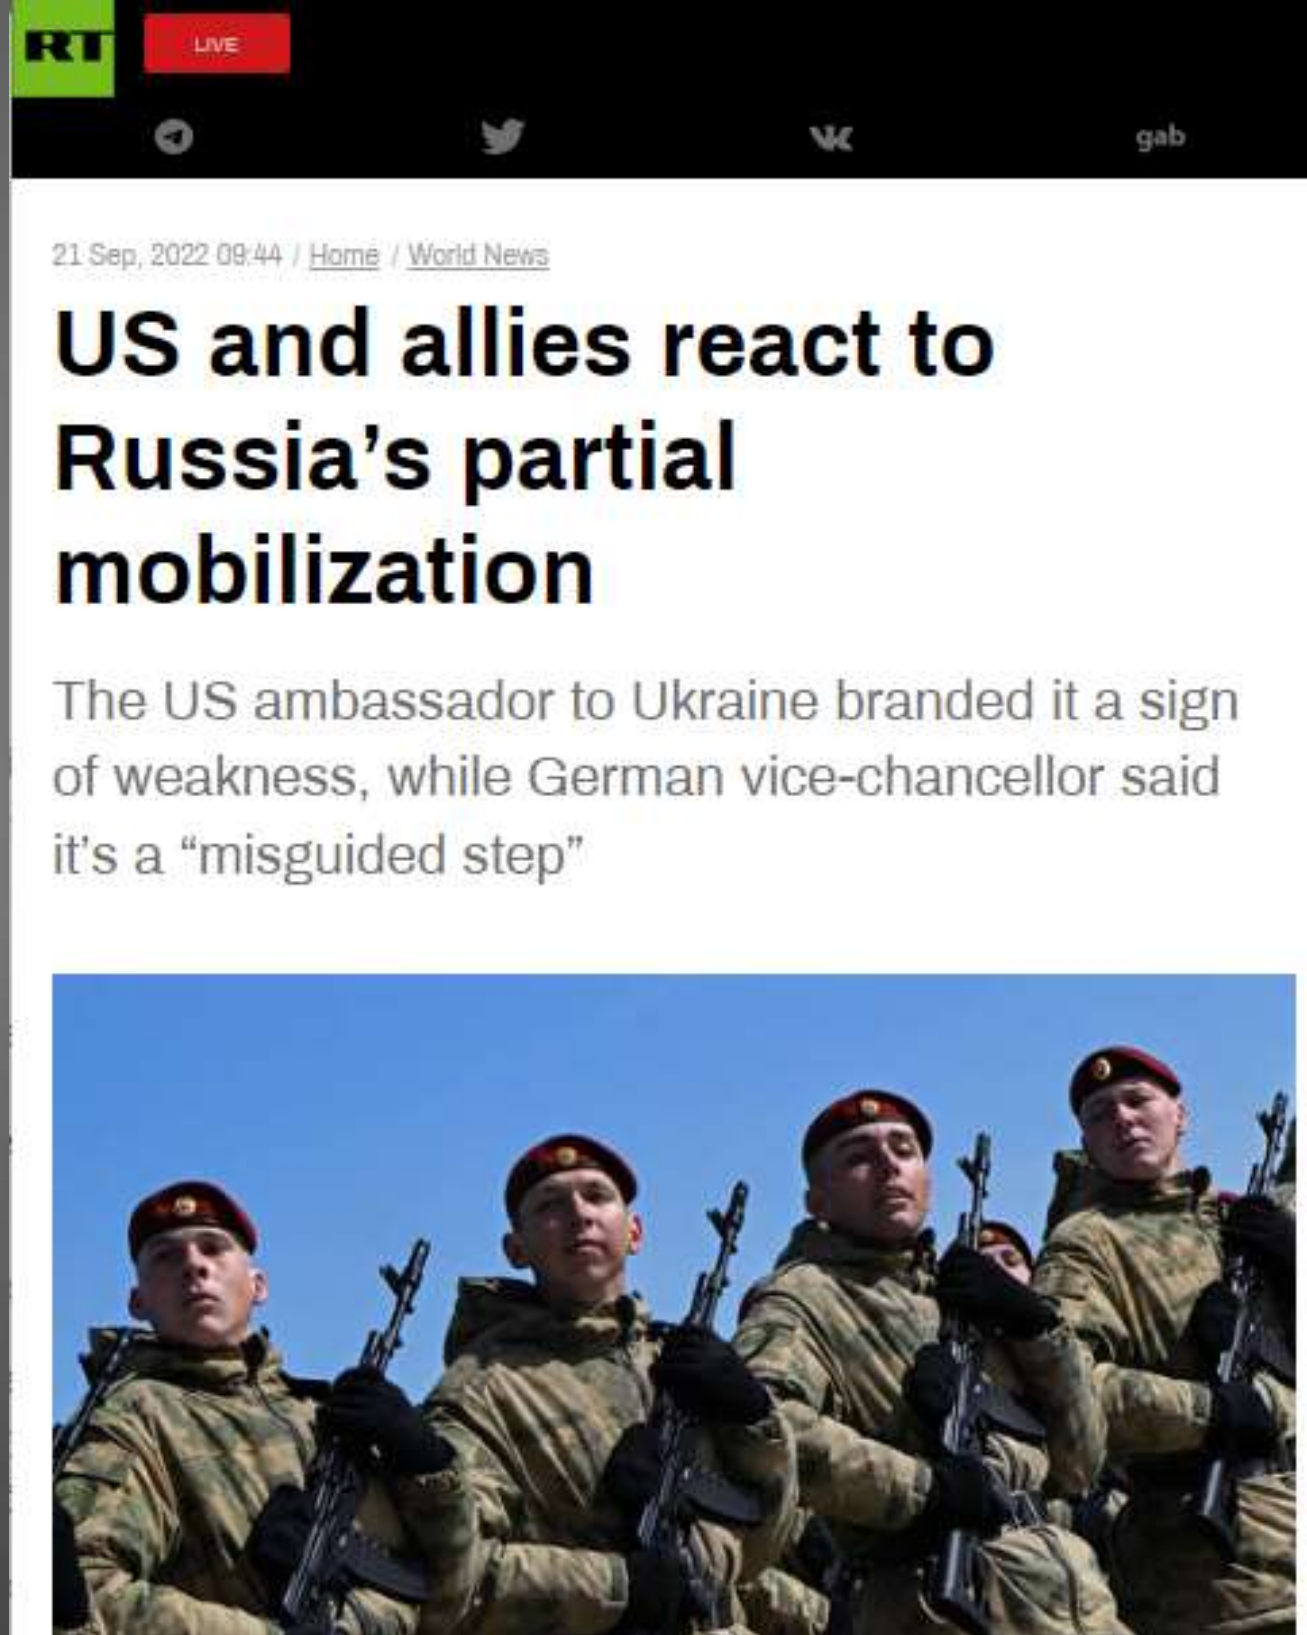 RT
LIVE
gab
21 Sep, 2022 09:44 / Home / World News
US and allies react to
Russia’s partial
mobilization
The US ambassador to Ukraine branded it a sign
of weakness, while German vice-chancellor said
it’s a “misguided step”